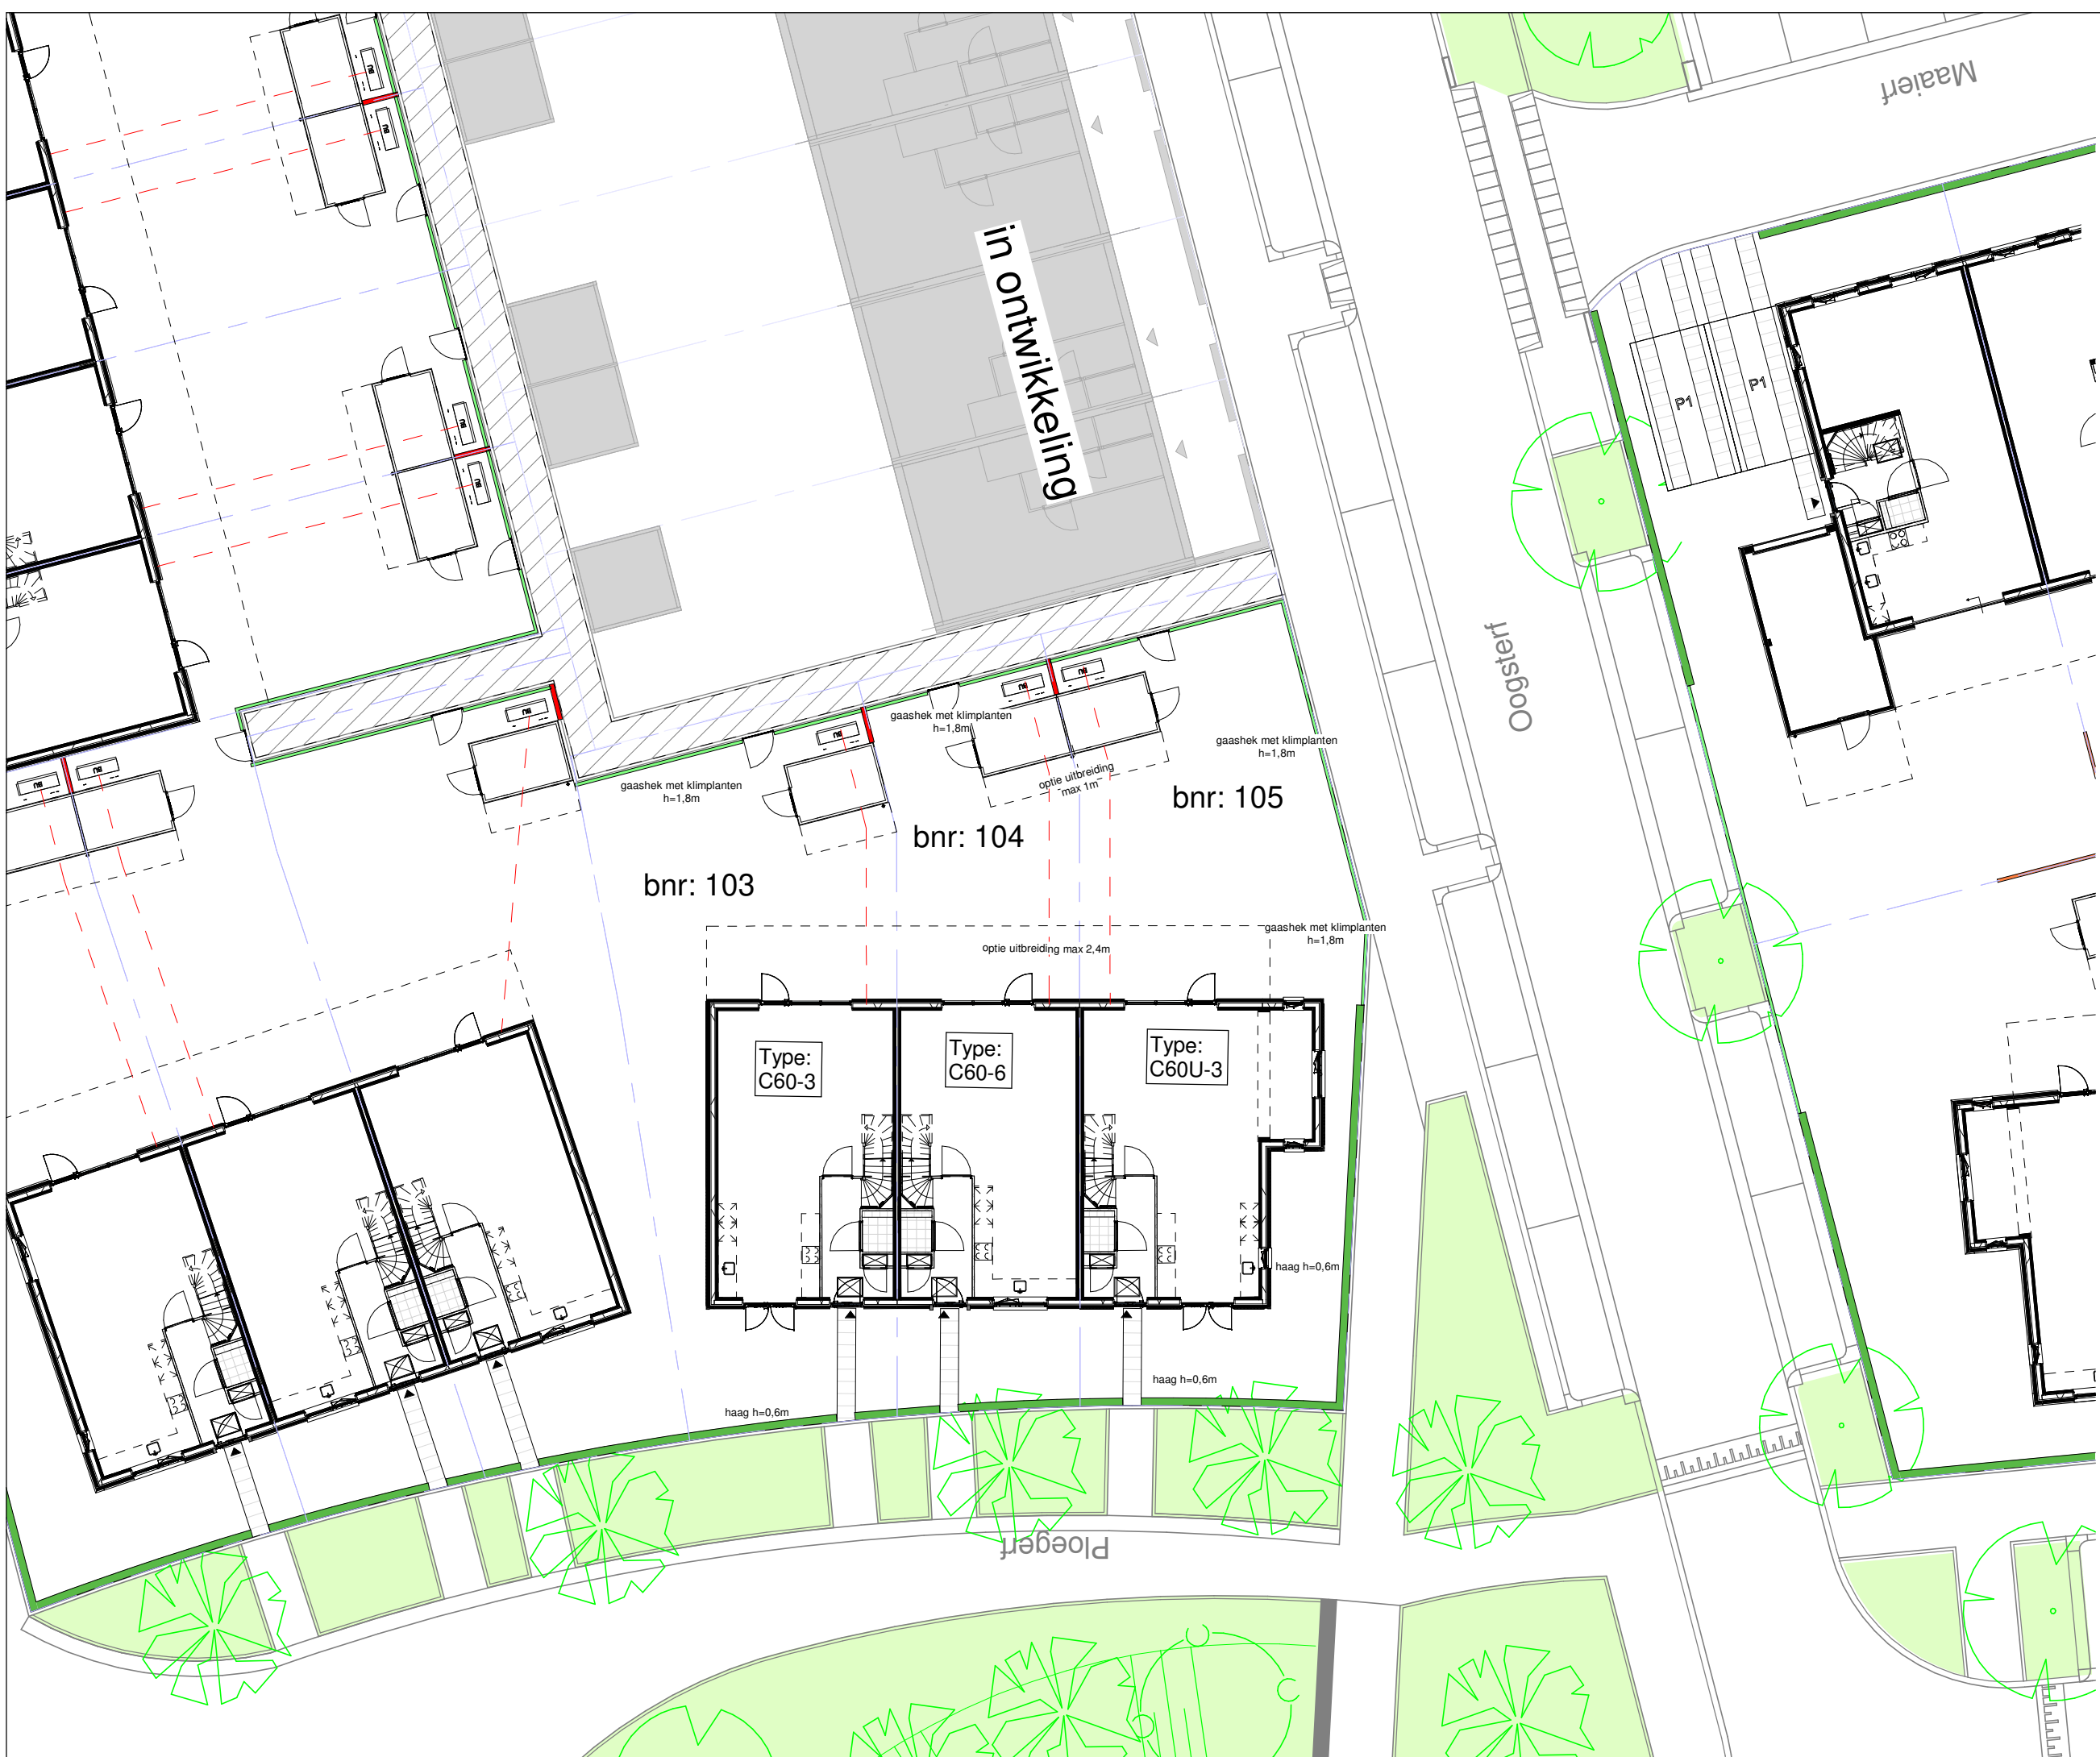 Maaierf
in ontwikkeling
P1
P1
Oogsterf
gaashek met klimplanten
h=1,8m
gaashek met klimplanten
h=1,8m
gaashek met klimplanten
h=1,8m
optie uitbreiding
max 1m
bnr: 105
bnr: 104
bnr: 103
gaashek met klimplanten
h=1,8m
optie uitbreiding max 2,4m
Type:
C60-3
Type:
C60-6
Type:
C60U-3
haag h=0,6m
haag h=0,6m
haag h=0,6m
Ploegerf